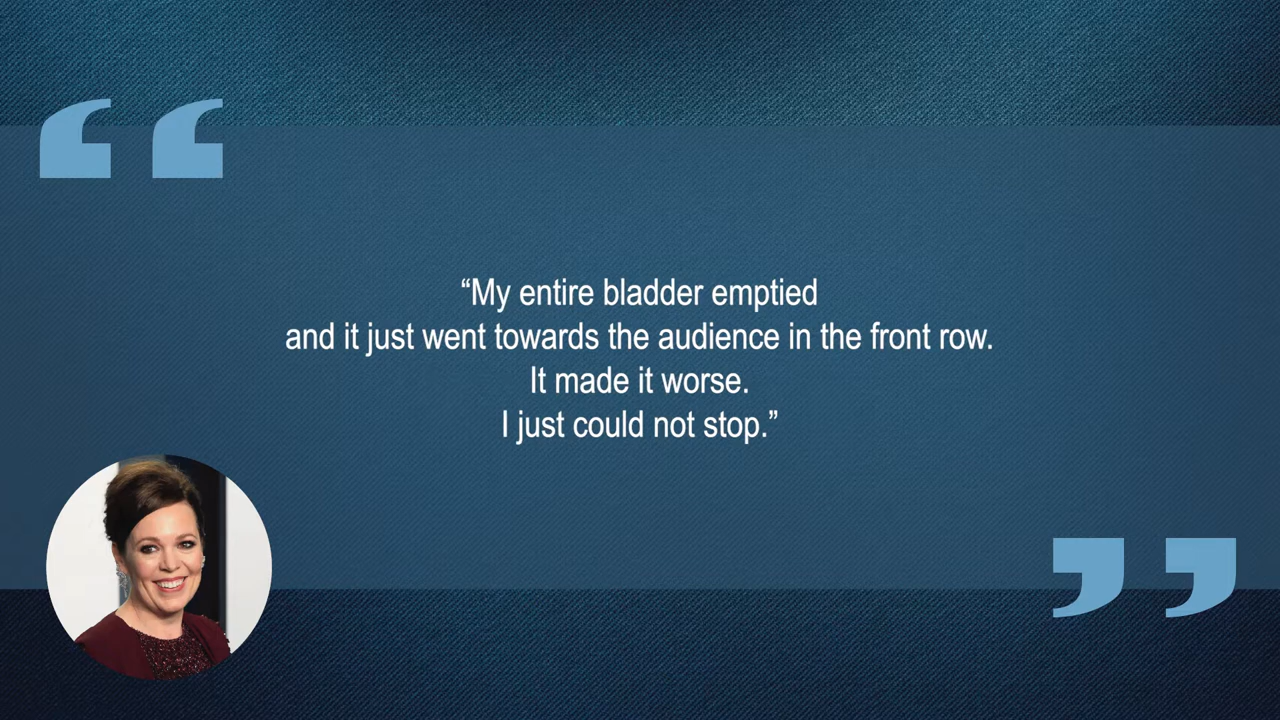 “My entire bladder emptied
and it just went towards the audience in the front row.
It made it worse.
I just could not stop.”